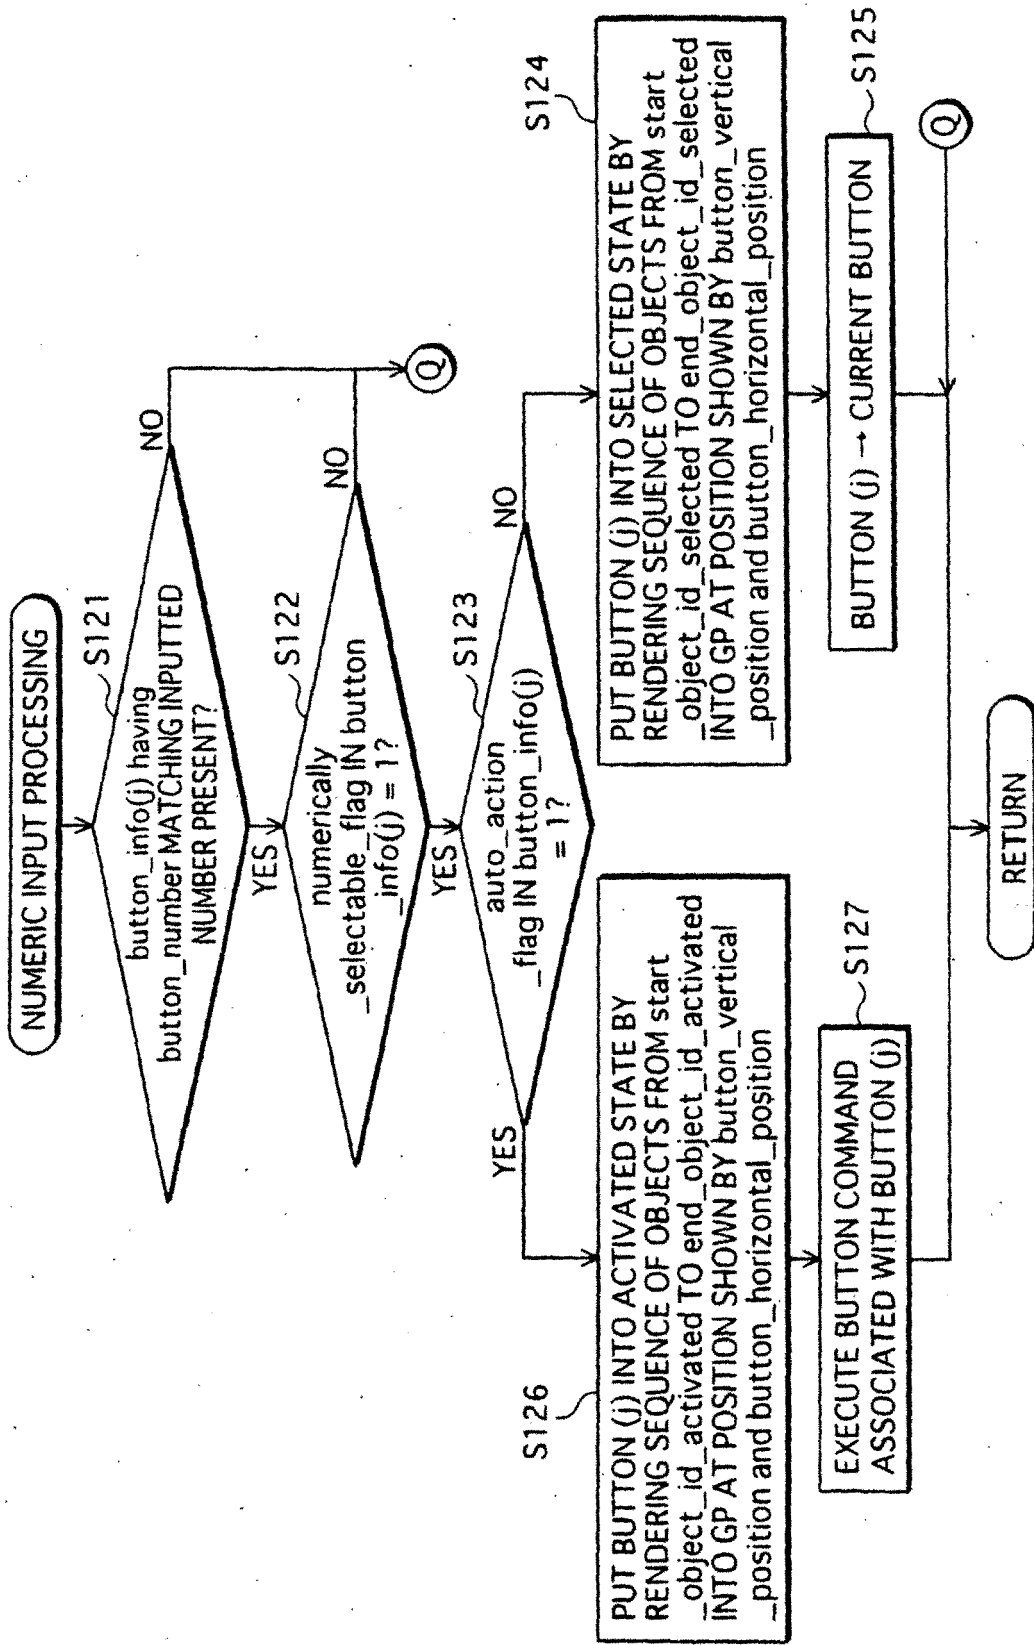 NUMERIC INPUT PROCESSING
S121
button_info(j) having
button_number MATCHING INPUTTED
NUMBER PRESENT?
NO
YES
S122
numerically
_selectable_flag IN button
_info(j) = 1?
NO
Q
YES
S123
auto_action
_flag IN button_info(j)
= 1?
YES
NO
S126
PUT BUTTON (j) INTO ACTIVATED STATE BY
RENDERING SEQUENCE OF OBJECTS FROM start
_object_id_activated TO end_object_id_activated
INTO GP AT POSITION SHOWN BY button_vertical
_position and button_horizontal_position
S124
PUT BUTTON (j) INTO SELECTED STATE BY
RENDERING SEQUENCE OF OBJECTS FROM start
_object_id_selected TO end_object_id_selected
INTO GP AT POSITION SHOWN BY button_vertical
_position and button_horizontal_position
S127
EXECUTE BUTTON COMMAND
ASSOCIATED WITH BUTTON (j)
S125
BUTTON (j) → CURRENT BUTTON
Q
RETURN